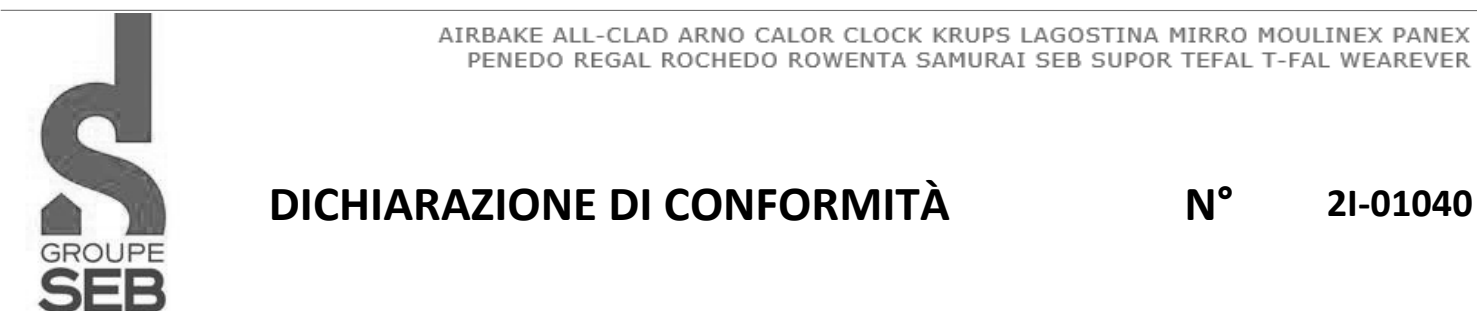 AIRBAKE ALL-CLAD ARNO CALOR CLOCK KRUPS LAGOSTINA MIRRO MOULINEX PANEX
PENEDO REGAL ROCHEDO ROWENTA SAMURAI SEB SUPOR TEFAL T-FAL WEAREVER
DICHIARAZIONE DI CONFORMITÀ N° 2I-01040
GROUPE
SEB